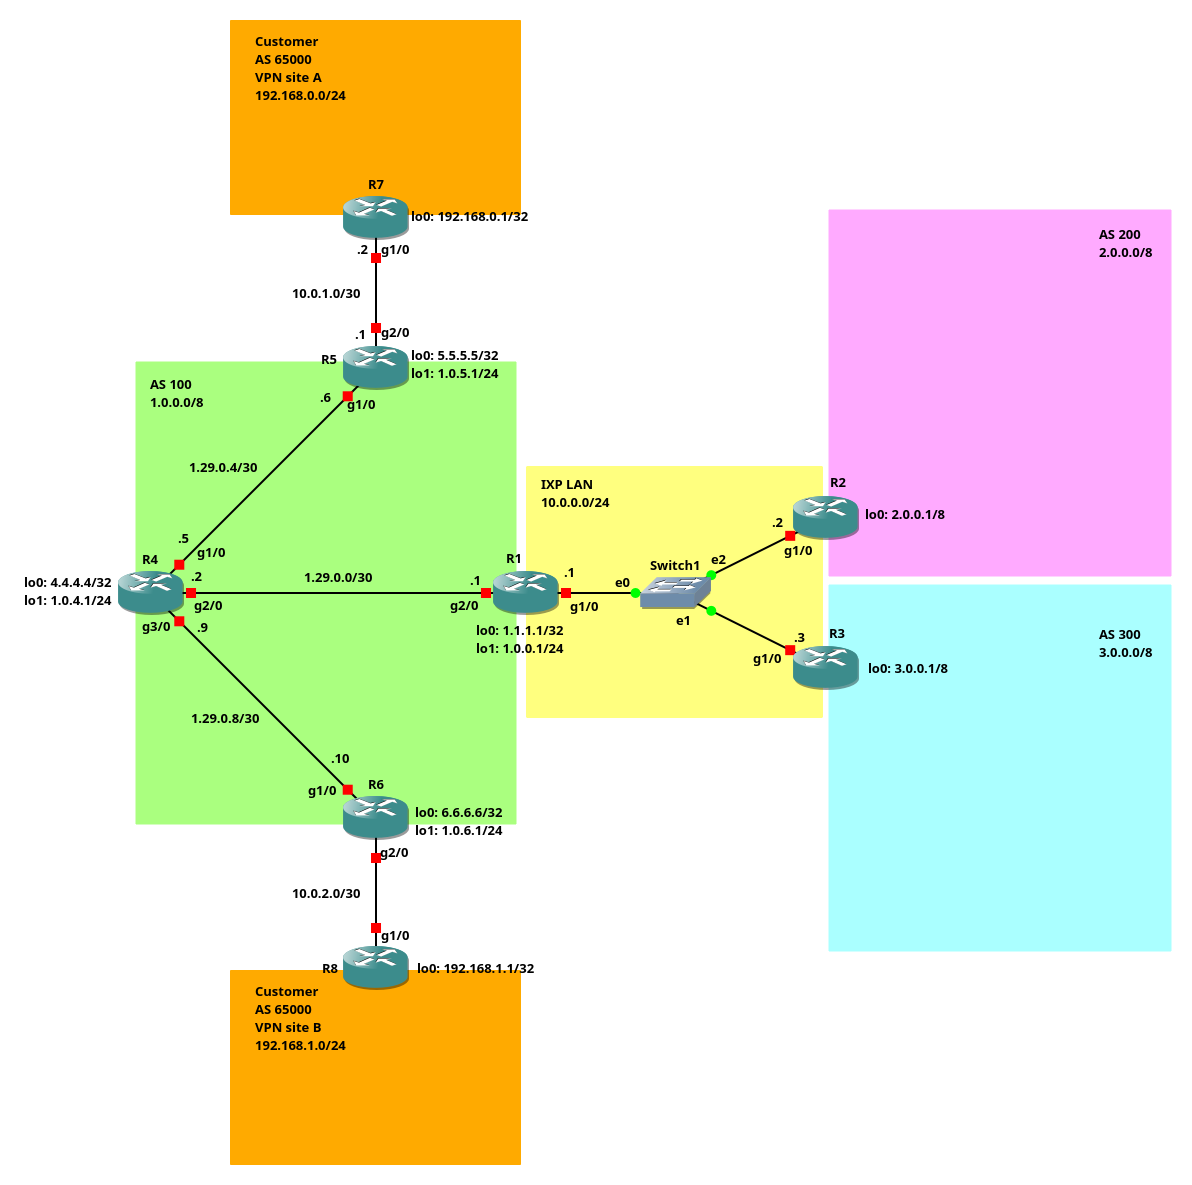 Customer
AS 65000
VPN site A
192.168.0.0/24
R7
lo0: 192.168.0.1/32
.2
g1/0
10.0.1.0/30
.1
g2/0
R5
lo0: 5.5.5.5/32
lo1: 1.0.5.1/24
AS 100
1.0.0.0/8
.6
g1/0
1.29.0.4/30
.5
g1/0
R4
lo0: 4.4.4.4/32
lo1: 1.0.4.1/24
.2
g2/0
g3/0
.9
1.29.0.0/30
.1
g2/0
R1
.1
g1/0
lo0: 1.1.1.1/32
lo1: 1.0.0.1/24
IXP LAN
10.0.0.0/24
e0
Switch1
e2
e1
.2
g1/0
R2
lo0: 2.0.0.1/8
AS 200
2.0.0.0/8
.3
g1/0
R3
lo0: 3.0.0.1/8
AS 300
3.0.0.0/8
1.29.0.8/30
.10
g1/0
R6
lo0: 6.6.6.6/32
lo1: 1.0.6.1/24
g2/0
10.0.2.0/30
g1/0
R8
lo0: 192.168.1.1/32
Customer
AS 65000
VPN site B
192.168.1.0/24